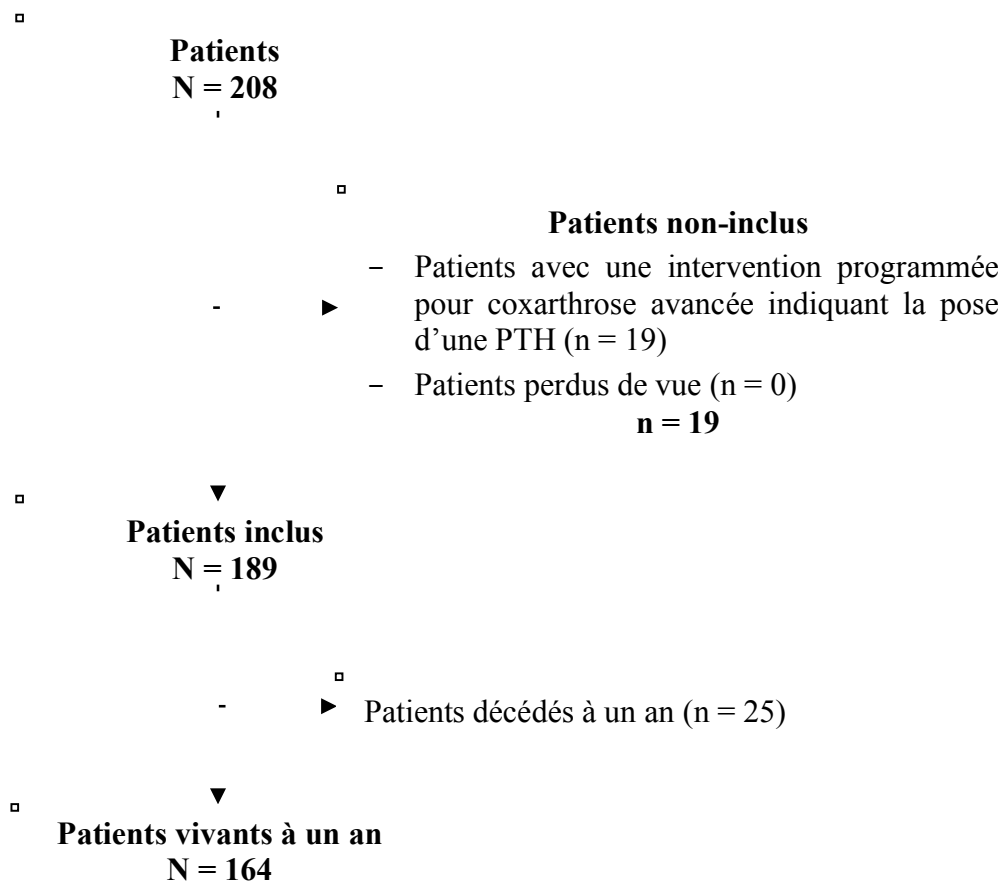 Patients
N = 208
Patients non-inclus
− Patients avec une intervention programmée
pour coxarthrose avancée indiquant la pose
d’une PTH (n = 19)
− Patients perdus de vue (n = 0)
n = 19
Patients inclus
N = 189
Patients décédés à un an (n = 25)
Patients vivants à un an
N = 164